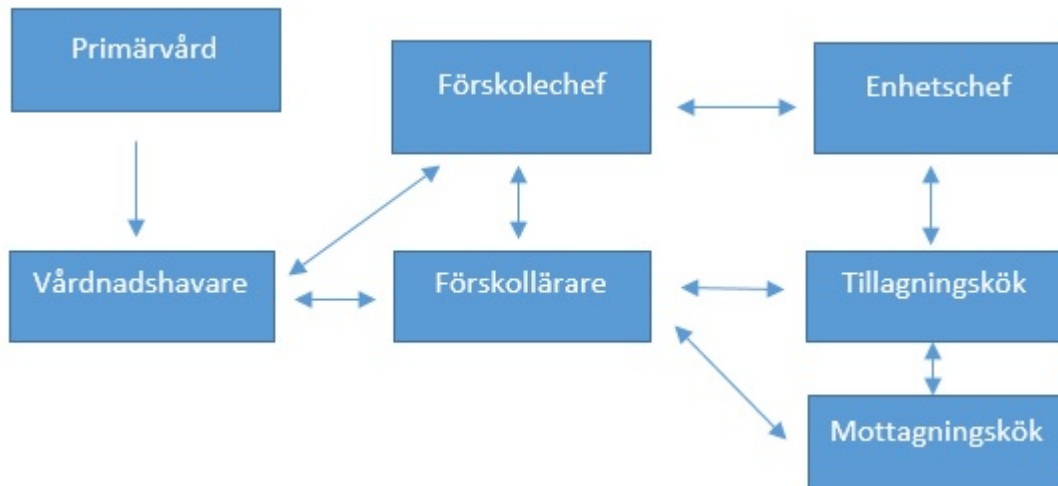 Primärvård
Förskolechef
Enhetschef
Vårdnadshavare
Förskollärare
Tillagningskök
Mottagningskök